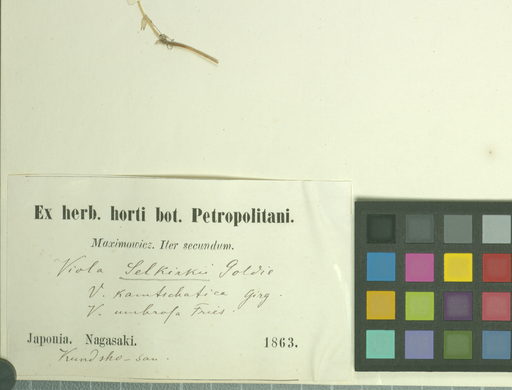 Ex herb. horti bot. Petropolitani.
Maximowicz. Iter secundum.
Viola Selkirkii Goldie
V. kamtschatica Ging.
V. umbrosa Fries.
Japonia. Nagasaki. 1863.